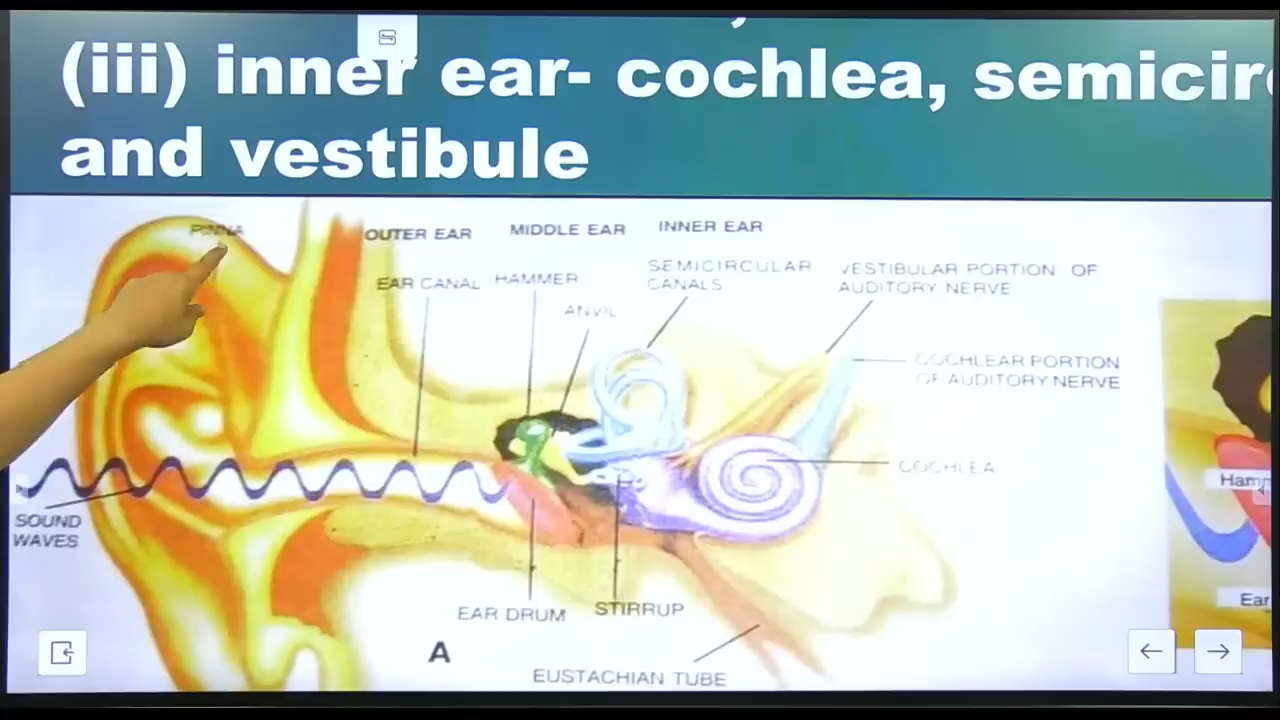 (iii) inner ear- cochlea, semicirc
and vestibule
PINNA
OUTER EAR
MIDDLE EAR
INNER EAR
EAR CANAL
HAMMER
ANVIL
SEMICIRCULAR
CANALS
VESTIBULAR PORTION OF
AUDITORY NERVE
COCHLEAR PORTION
OF AUDITORY NERVE
COCHLEA
SOUND
WAVES
EAR DRUM
STIRRUP
EUSTACHIAN TUBE
A
Hamm
Ear